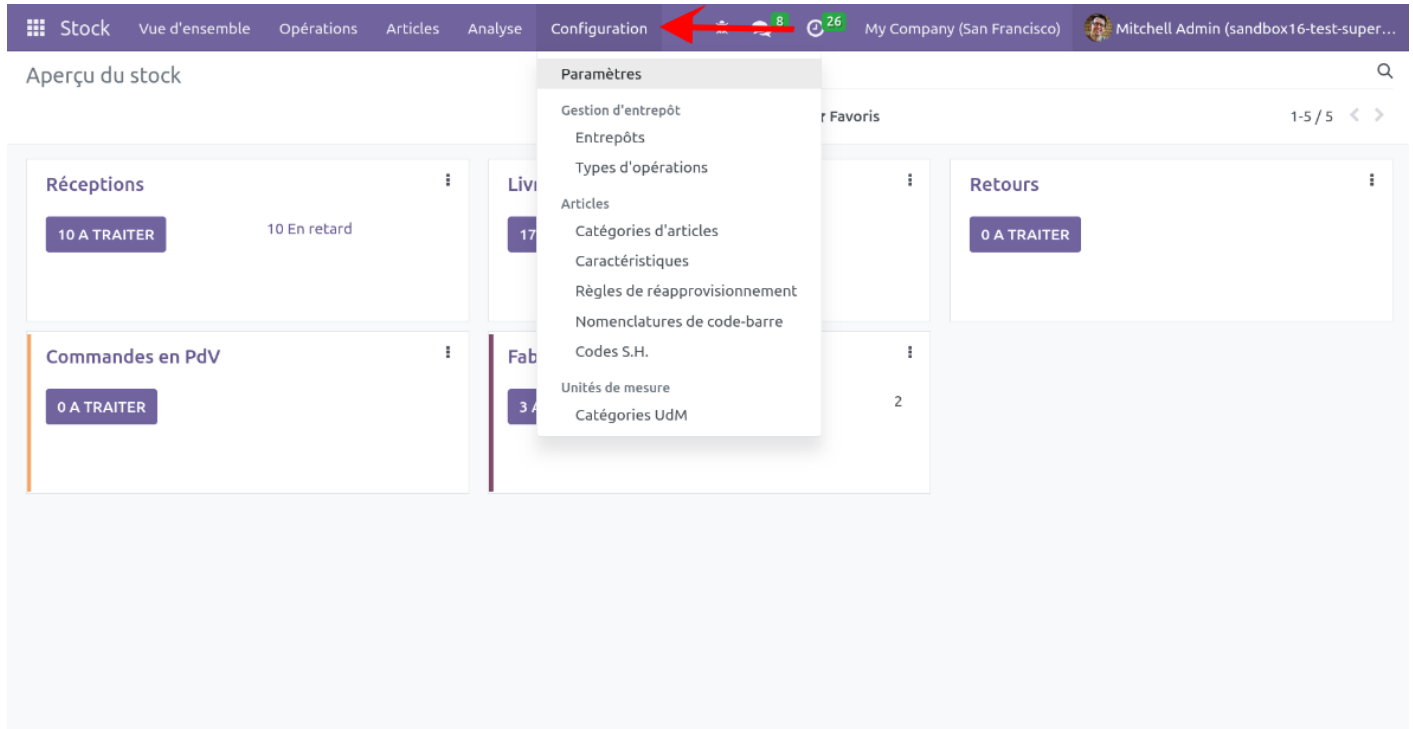 Stock Vue d'ensemble Opérations Articles Analyse Configuration 8 26 My Company (San Francisco) Mitchell Admin (sandbox16-test-super...
Aperçu du stock
Paramètres
Gestion d'entrepôt
Entrepôts
Types d'opérations
Articles
Catégories d'articles
Caractéristiques
Règles de réapprovisionnement
Nomenclatures de code-barre
Codes S.H.
Unités de mesure
Catégories UdM
Favoris
1-5 / 5
Réceptions
10 A TRAITER
10 En retard
17
Retours
0 A TRAITER
Commandes en PdV
0 A TRAITER
3
2